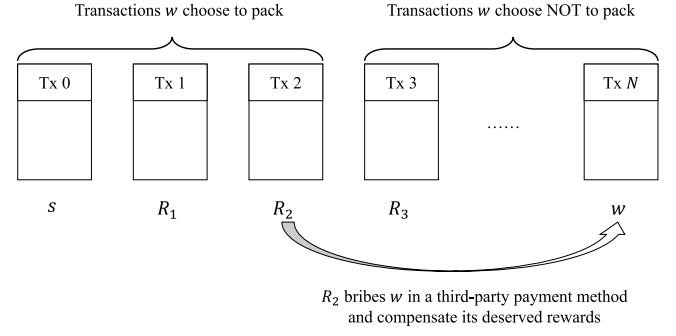 Transactions w choose to pack
Transactions w choose NOT to pack
Tx 0
Tx 1
Tx 2
Tx 3
Tx N
......
s
R₁
R₂
R₃
w
R₂ bribes w in a third-party payment method
and compensate its deserved rewards